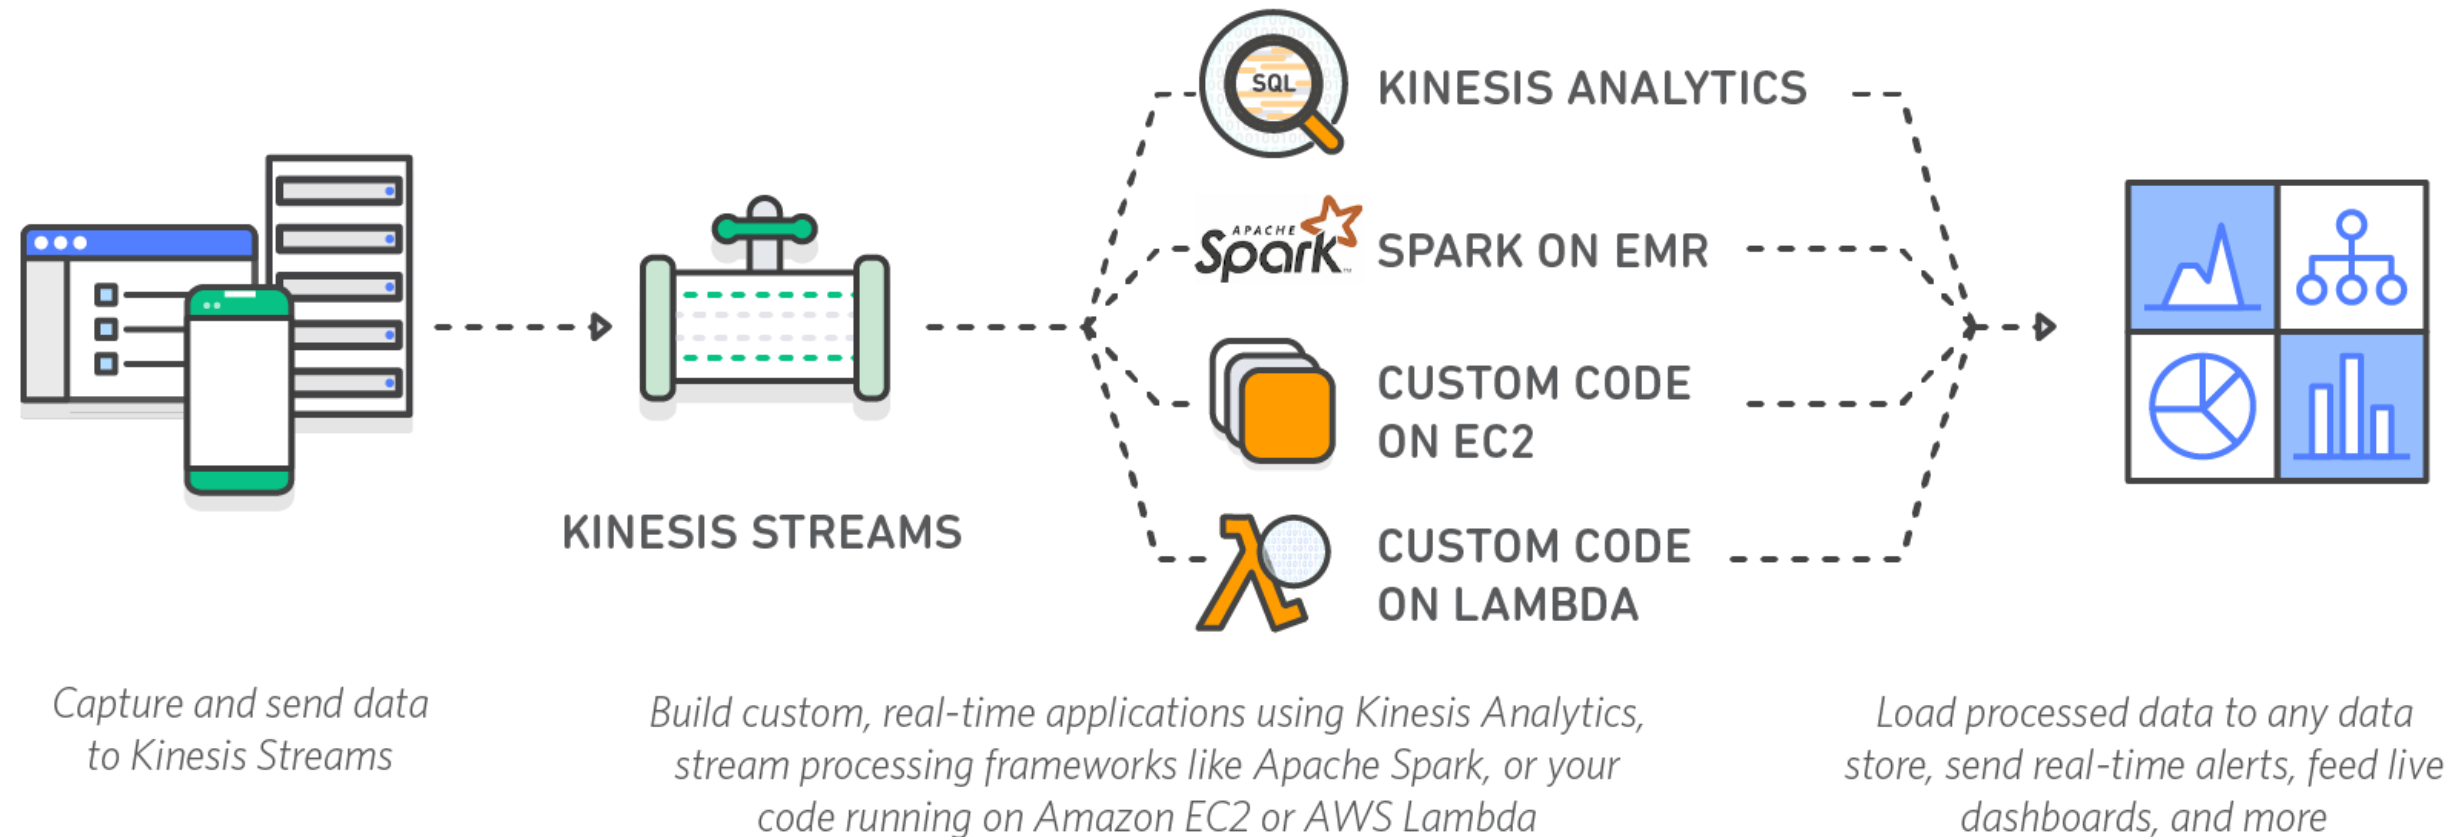 SQL
KINESIS ANALYTICS
APACHE
Spark
SPARK ON EMR
CUSTOM CODE
ON EC2
KINESIS STREAMS
CUSTOM CODE
ON LAMBDA
Capture and send data
to Kinesis Streams
Build custom, real-time applications using Kinesis Analytics,
stream processing frameworks like Apache Spark, or your
code running on Amazon EC2 or AWS Lambda
Load processed data to any data
store, send real-time alerts, feed live
dashboards, and more